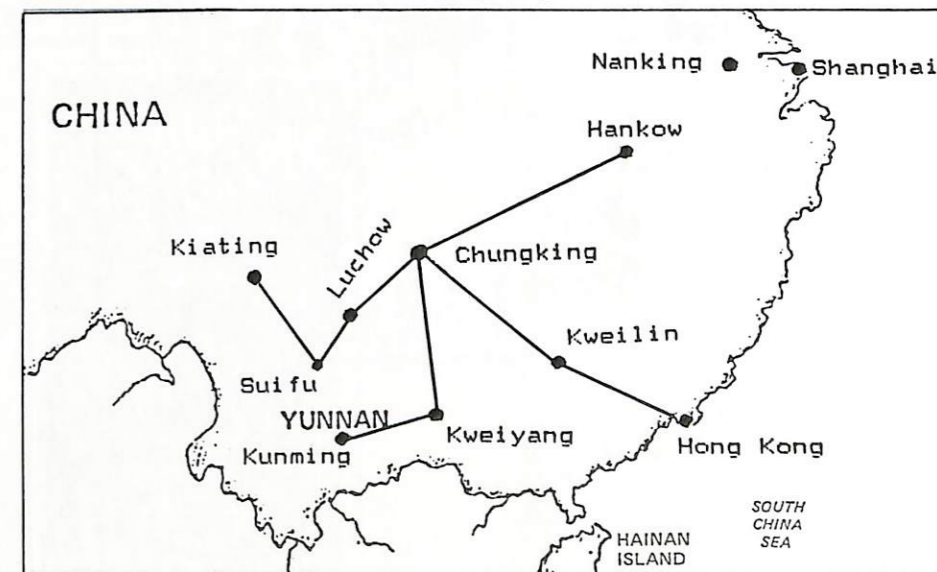 Nanking
Shanghai
CHINA
Hankow
Kiating
Luchow
Chungking
Kweilin
Suifu
YUNNAN
Kunming
Kweiyang
Hong Kong
SOUTH
CHINA
SEA
HAINAN
ISLAND